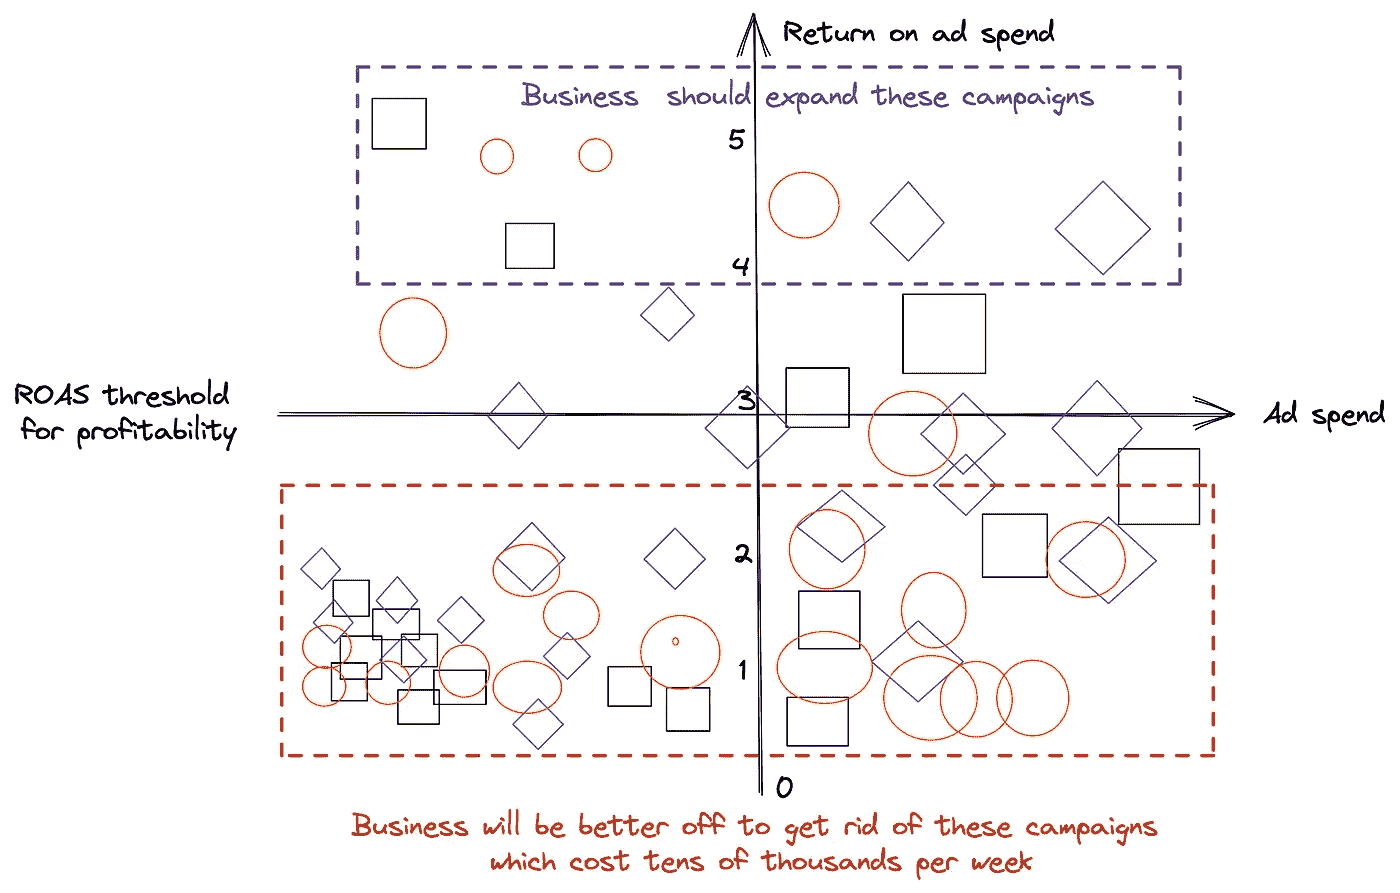 Return on ad spend
Business should expand these campaigns
5
4
3
ROAS threshold
for profitability
Ad spend
2
1
0
Business will be better off to get rid of these campaigns
which cost tens of thousands per week